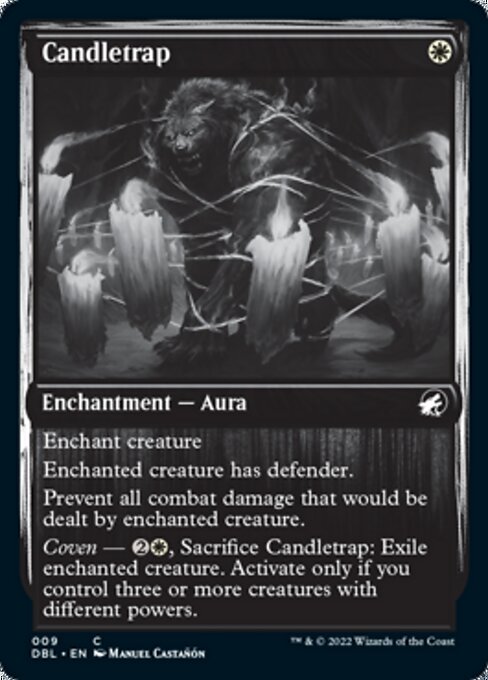 Candletrap
Enchantment — Aura
Enchant creature
Enchanted creature has defender.
Prevent all combat damage that would be
dealt by enchanted creature.
Coven — 2, Sacrifice Candletrap: Exile
enchanted creature. Activate only if you
control three or more creatures with
different powers.
009 C
DBL • EN Manuel Castañón
™ & © 2022 Wizards of the Coast